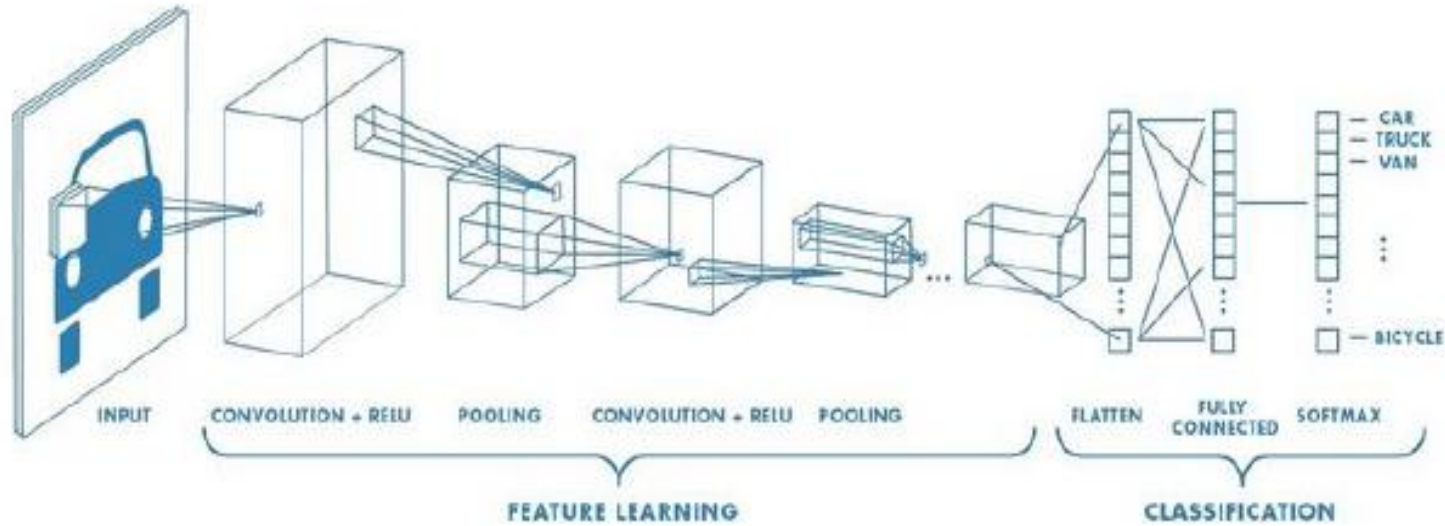 CAR
TRUCK
VAN
BICYCLE
INPUT
CONVOLUTION + RELU
POOLING
CONVOLUTION + RELU
POOLING
FLATTEN
FULLY
CONNECTED
SOFTMAX
FEATURE LEARNING
CLASSIFICATION